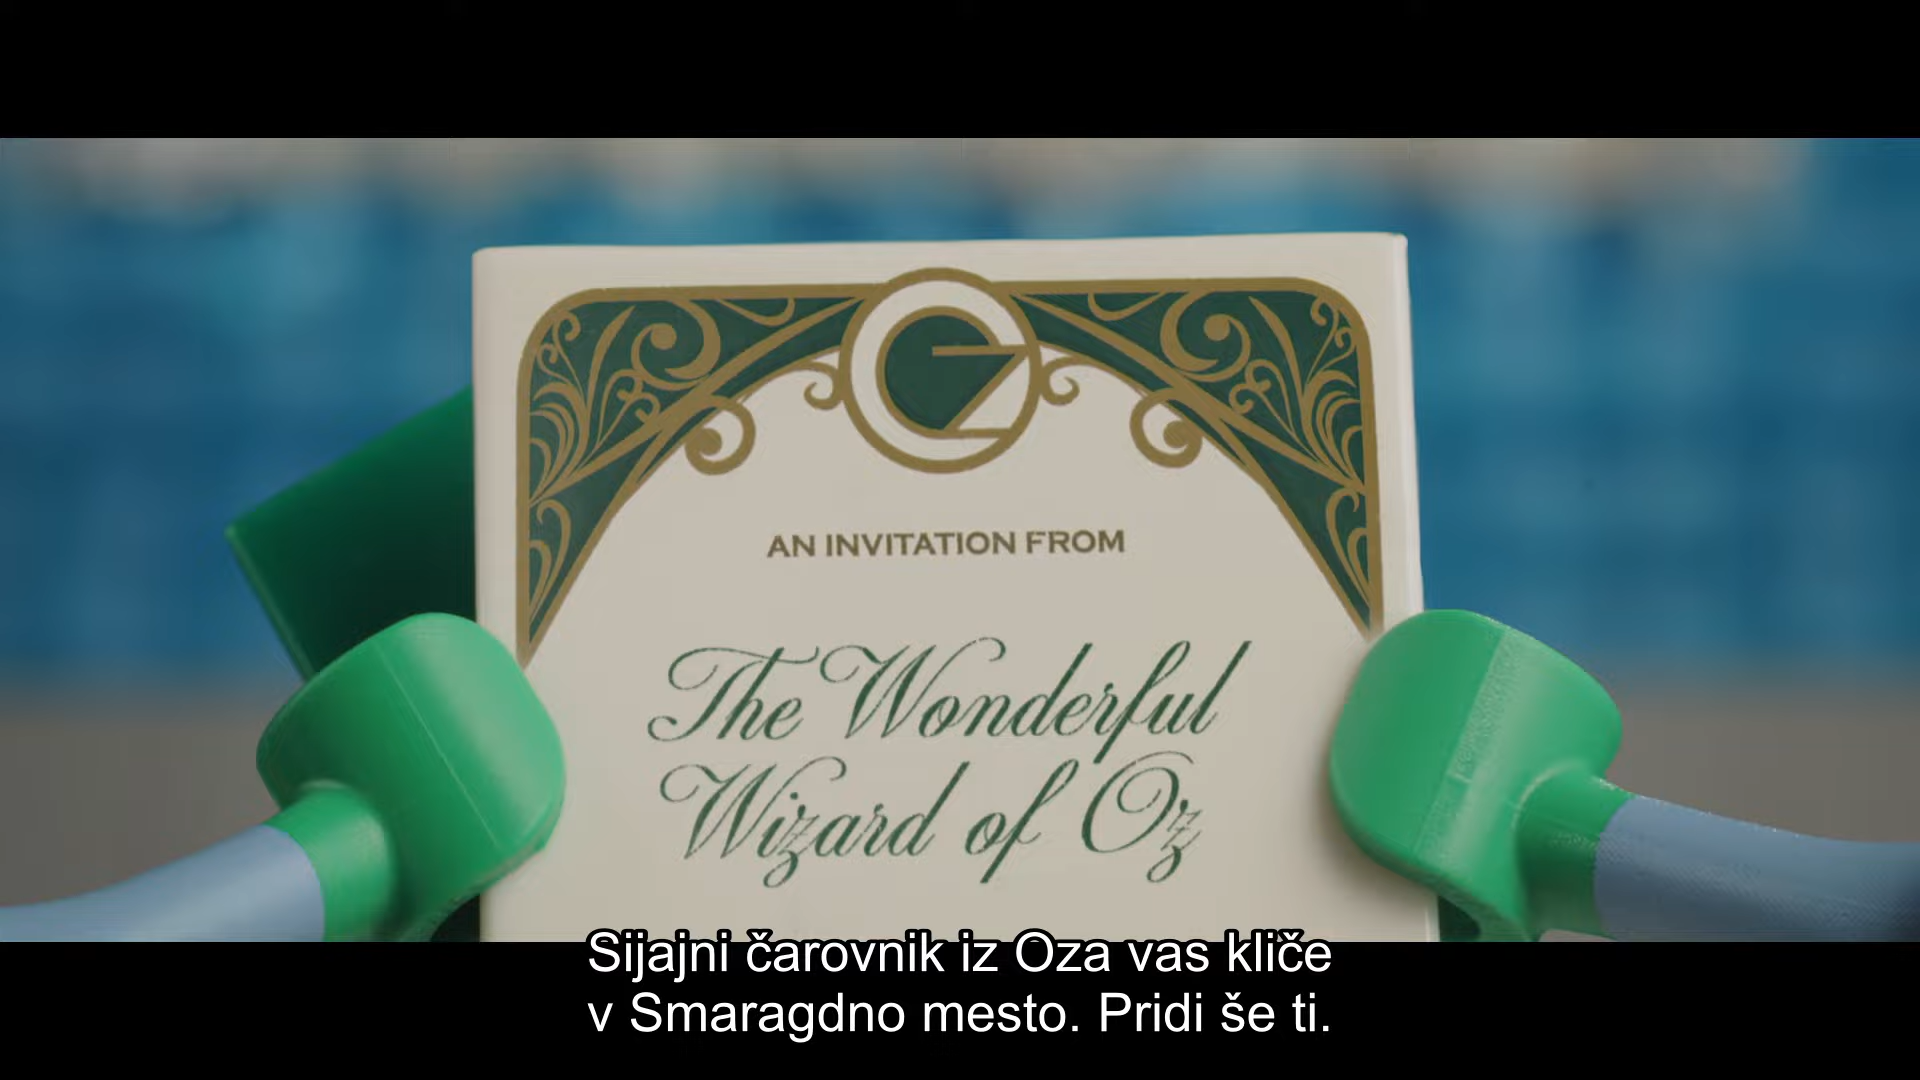 OZ
AN INVITATION FROM
The Wonderful
Wizard of Oz
Sijajni čarovnik iz Oza vas kliče
v Smaragdno mesto. Pridi še ti.